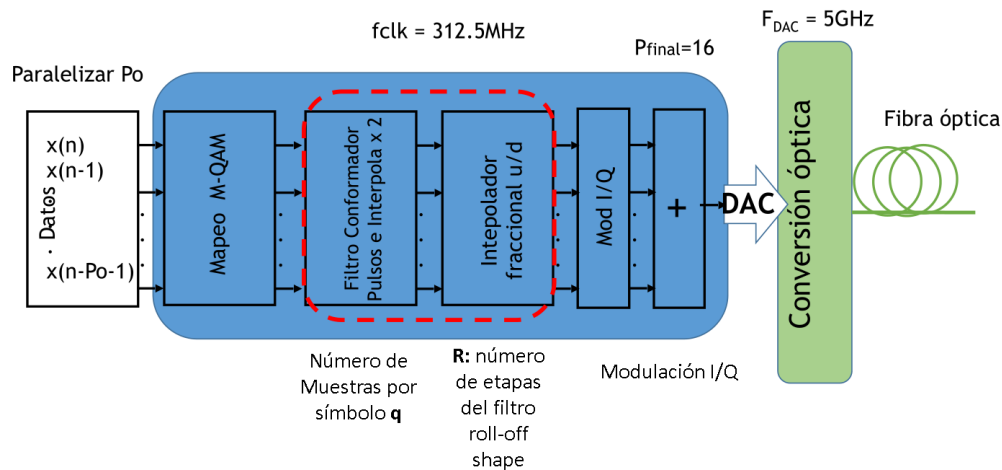 fclk = 312.5MHz
F_DAC = 5GHz
Pfinal=16
Paralelizar Po
x(n)
x(n-1)
x(n-Po-1)
. Datos
Mapeo M-QAM
Filtro Conformador
Pulsos e Interpola x 2
Intepolador
fraccional u/d
Mod I/Q
+
DAC
Conversión óptica
Fibra óptica
Número de
Muestras por
símbolo q
R: número
de etapas
del filtro
roll-off
shape
Modulación I/Q